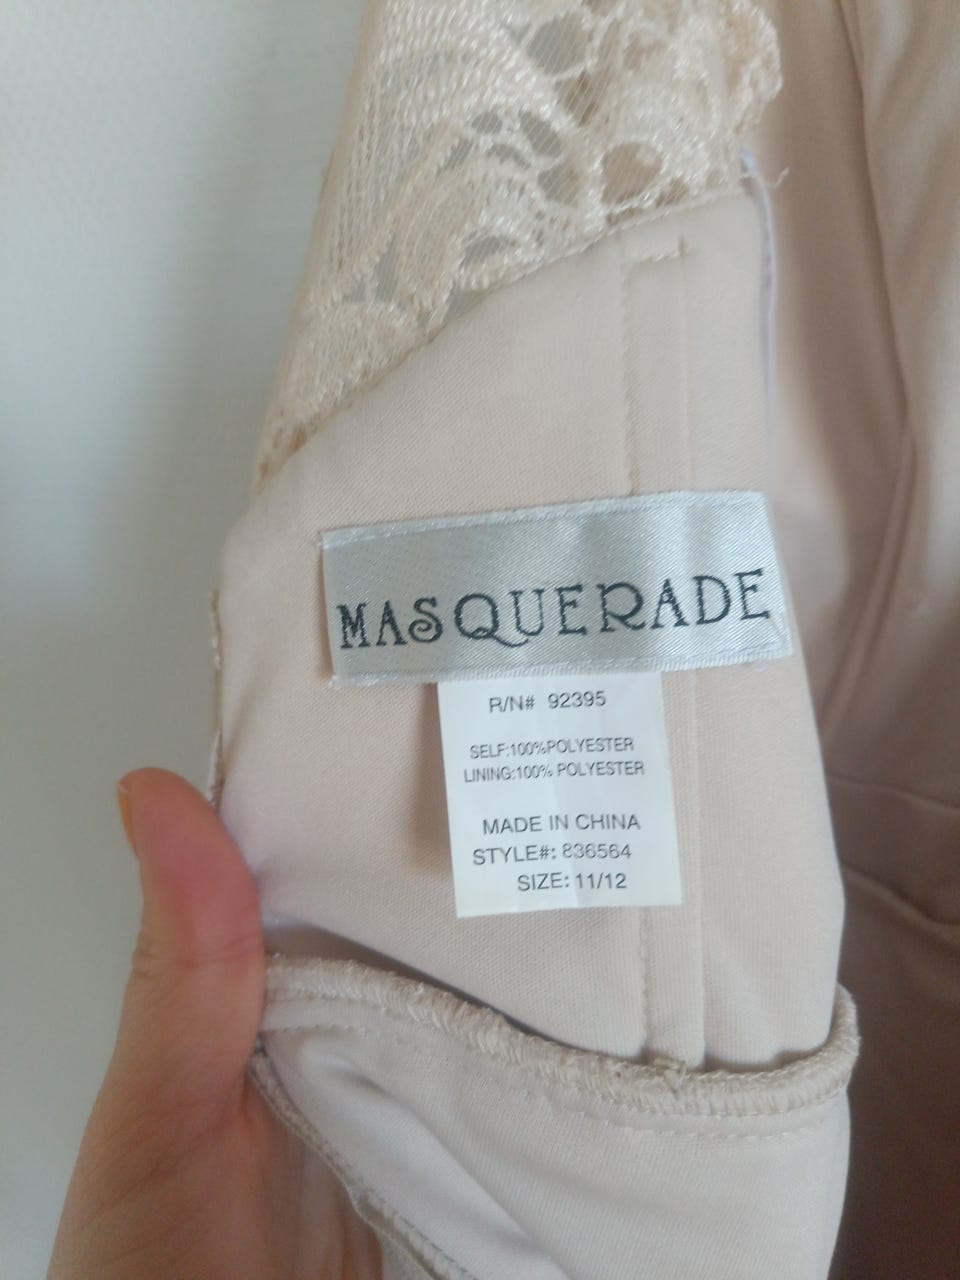 MASQUERADE
R/N# 92395
SELF:100%POLYESTER
LINING:100% POLYESTER
MADE IN CHINA
STYLE#: 836564
SIZE: 11/12